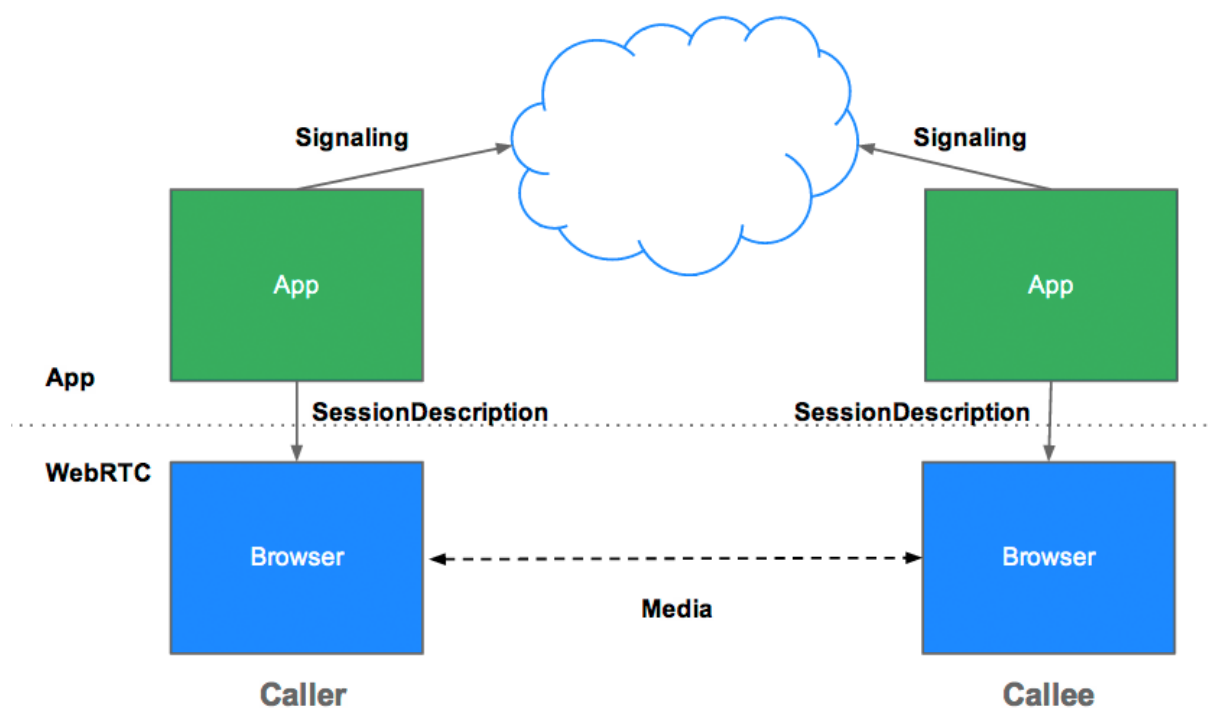 Signaling
Signaling
App
App
App
SessionDescription
SessionDescription
WebRTC
Browser
Browser
Media
Caller
Callee